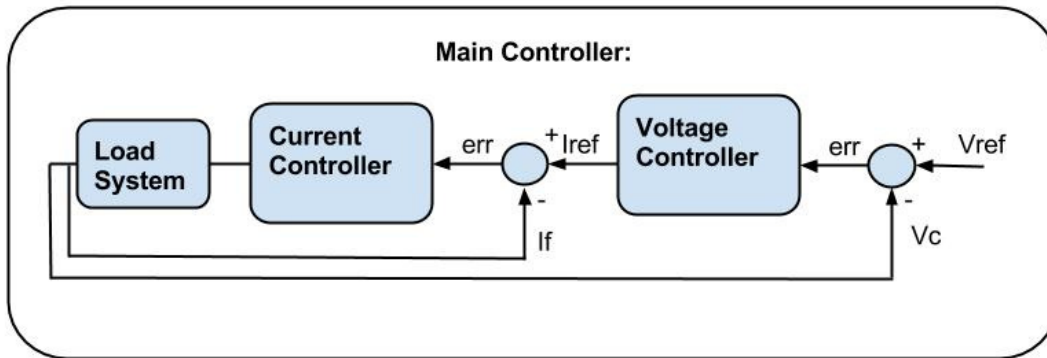 Main Controller:
Load
System
Current
Controller
err
+
Iref
-
If
Voltage
Controller
err
+
Vref
-
Vc